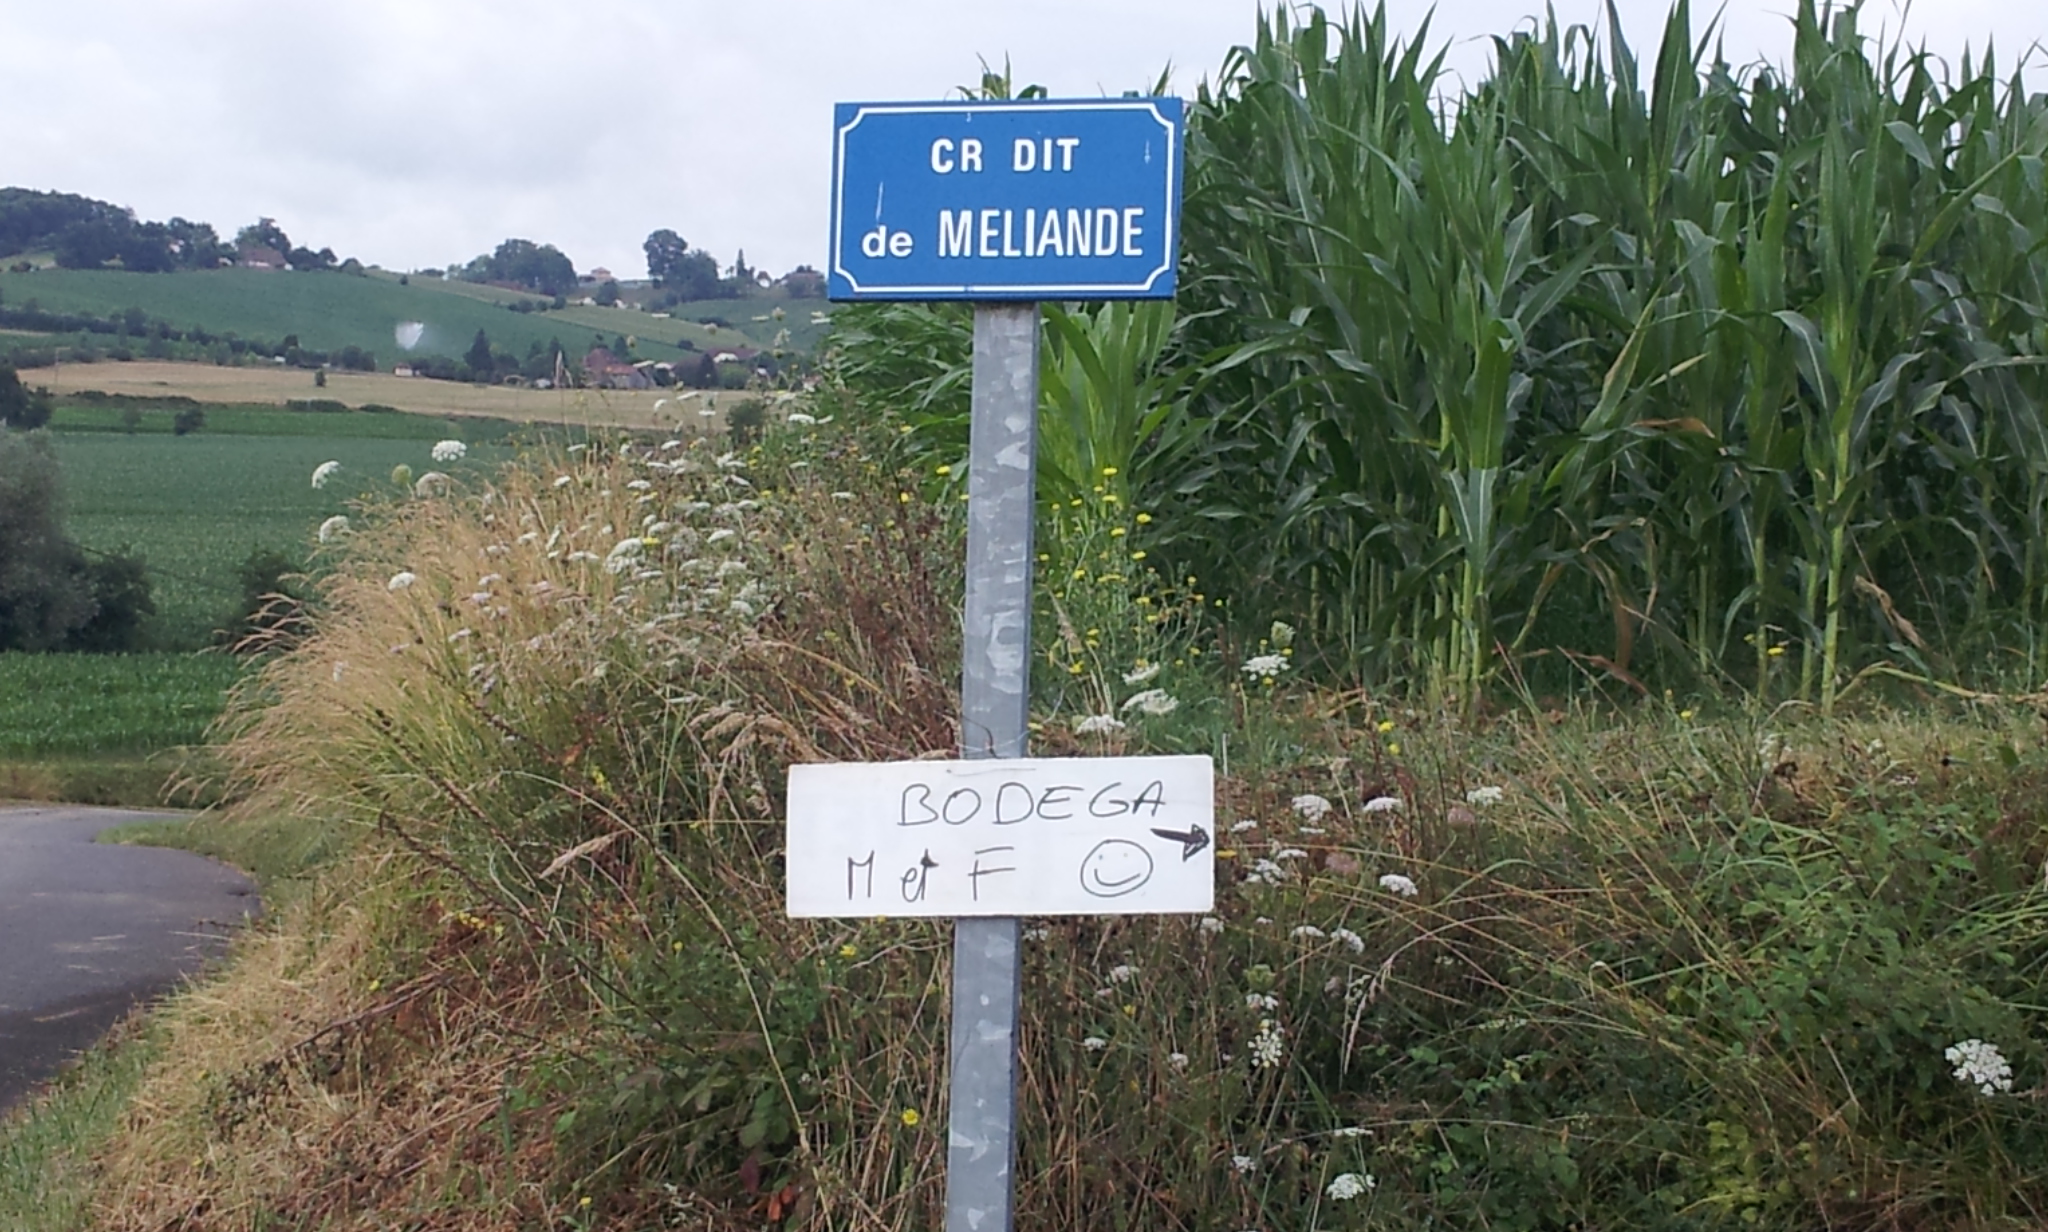 CR DIT
de MELIANDE
BODEGA
M et F